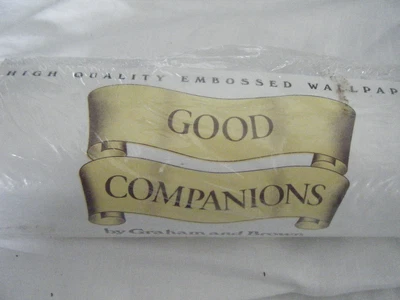 HIGH QUALITY EMBOSSED WALLPAP
GOOD
COMPANIONS
by Graham and Brown